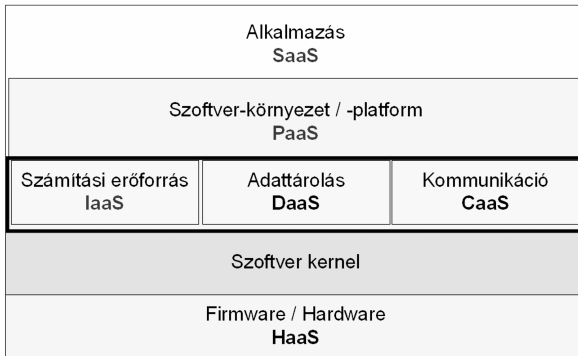 Alkalmazás
SaaS
Szoftver-környezet / -platform
PaaS
Számítási erőforrás
IaaS
Adattárolás
DaaS
Kommunikáció
CaaS
Szoftver kernel
Firmware / Hardware
HaaS